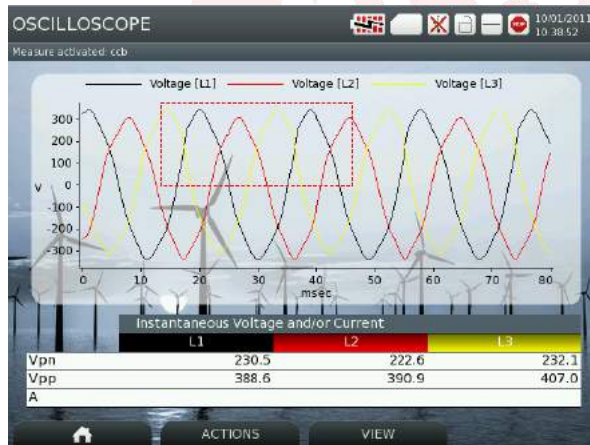 OSCILLOSCOPE
STOP
10/01/2011
10:38:52
Measure activated: ccb
Voltage [L1] Voltage [L2] Voltage [L3]
300
200
100
V 0
-100
-200
-300
0 10 20 30 40 50 60 70 80
msec
Instantaneous Voltage and/or Current
L1 L2 L3
Vpn 230.5 222.6 232.1
Vpp 388.6 390.9 407.0
A
ACTIONS VIEW